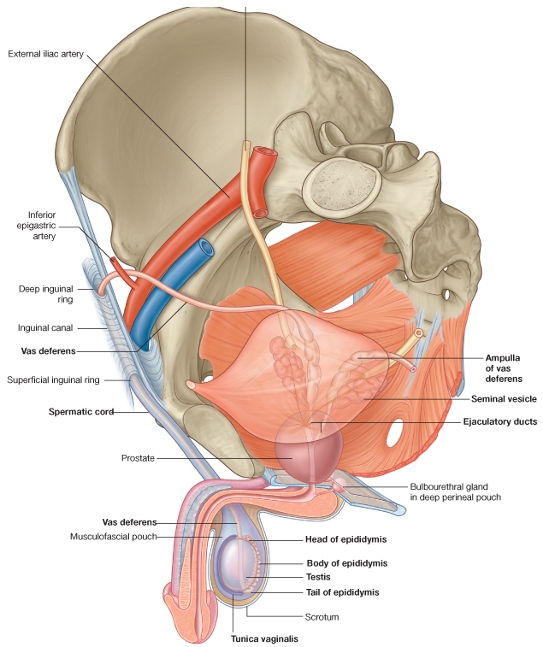 External iliac artery
Inferior
epigastric
artery
Deep inguinal
ring
Inguinal canal
Vas deferens
Superficial inguinal ring
Spermatic cord
Prostate
Vas deferens
Musculofascial pouch
Ampulla
of vas
deferens
Seminal vesicle
Ejaculatory ducts
Bulbourethral gland
in deep perineal pouch
Head of epididymis
Body of epididymis
Testis
Tail of epididymis
Scrotum
Tunica vaginalis